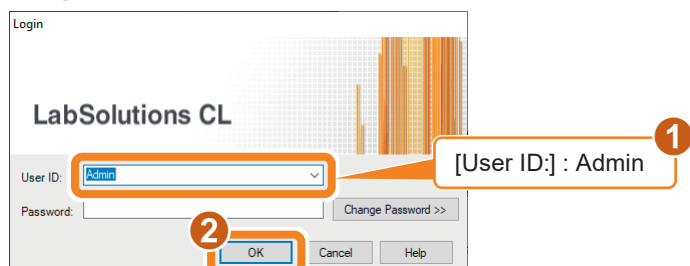 Login
LabSolutions CL
1
[User ID:] : Admin
User ID: Admin
Password: Change Password >>
2
OK Cancel Help